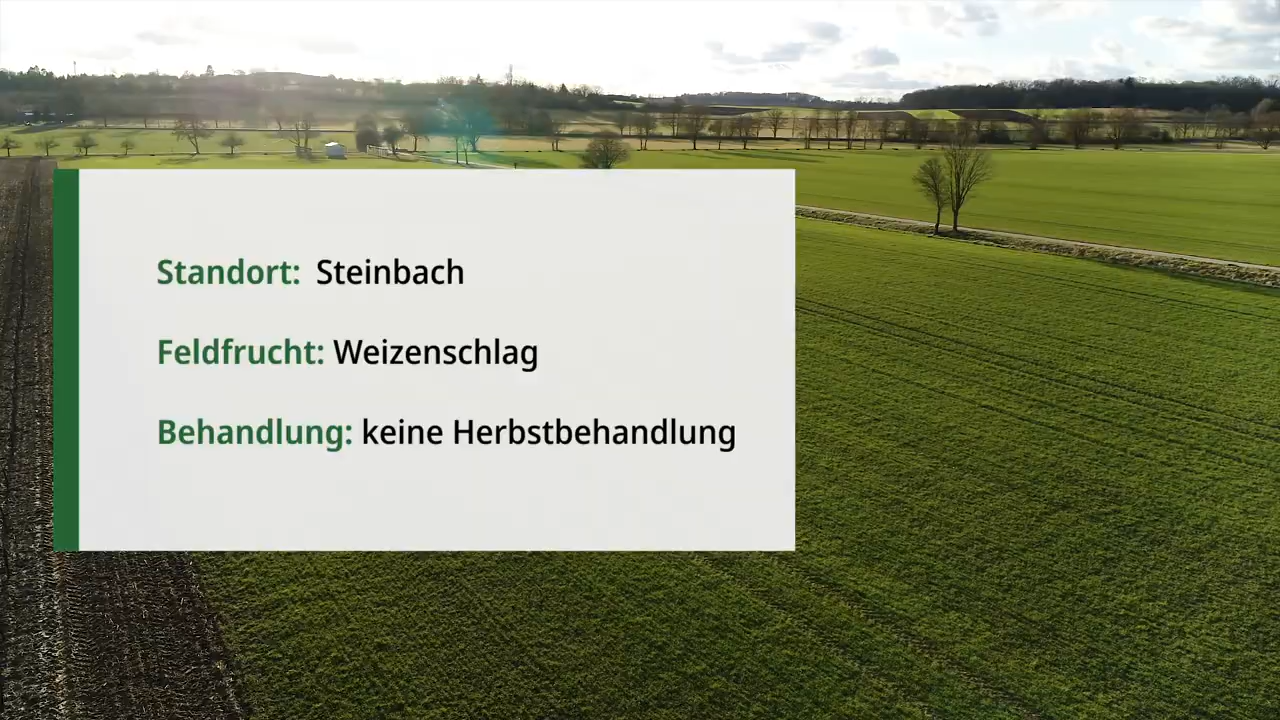 Standort: Steinbach
Feldfrucht: Weizenschlag
Behandlung: keine Herbstbehandlung